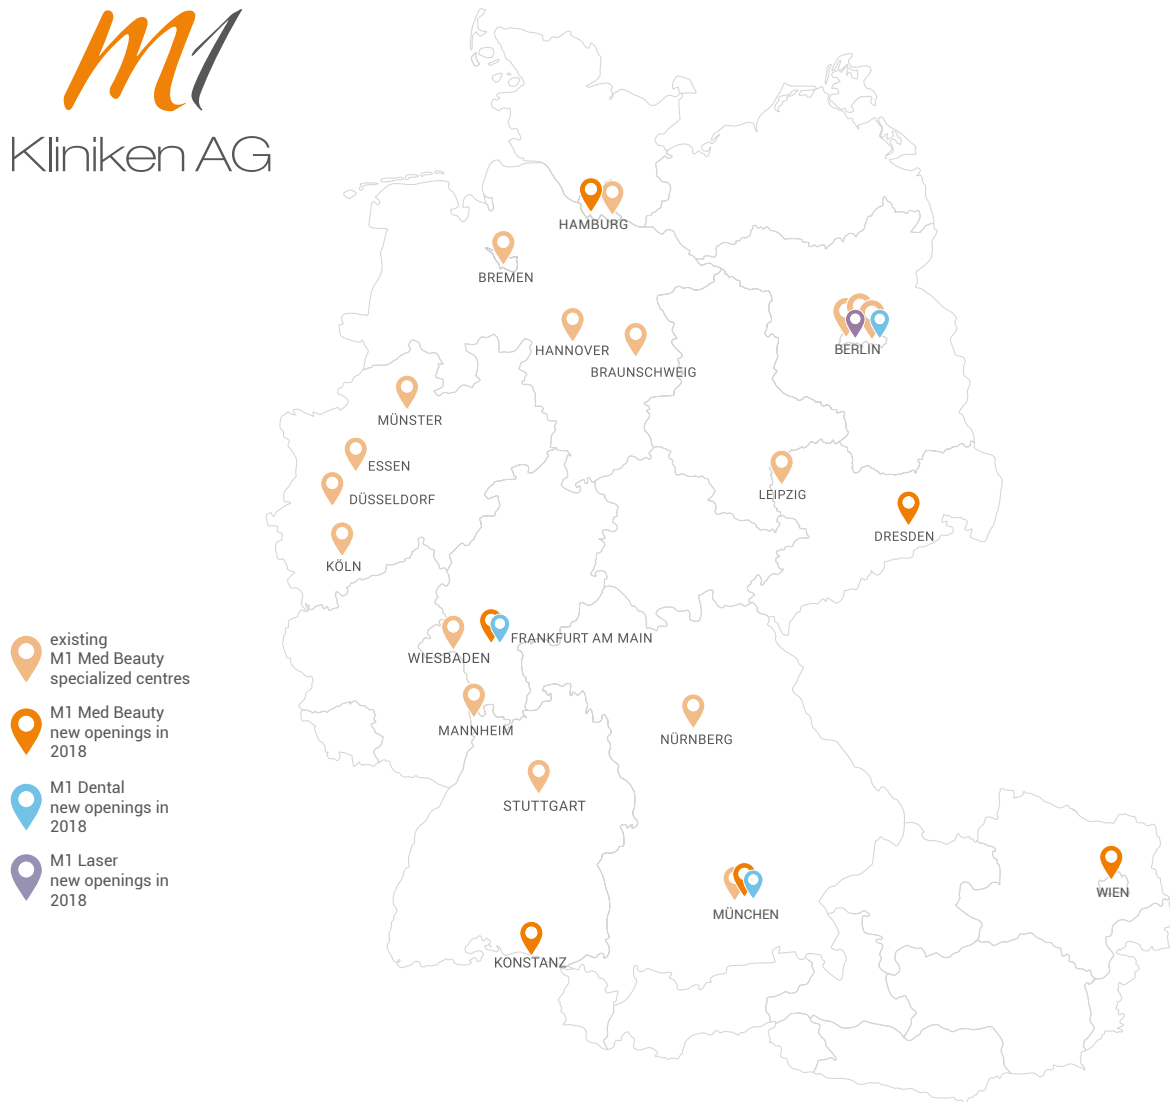 m1
Kliniken AG
HAMBURG
BREMEN
HANNOVER
BRAUNSCHWEIG
BERLIN
MÜNSTER
ESSEN
DÜSSELDORF
KÖLN
LEIPZIG
DRESDEN
FRANKFURT AM MAIN
WIESBADEN
MANNHEIM
NÜRNBERG
STUTTGART
MÜNCHEN
WIEN
KONSTANZ
existing
M1 Med Beauty
specialized centres
M1 Med Beauty
new openings in
2018
M1 Dental
new openings in
2018
M1 Laser
new openings in
2018